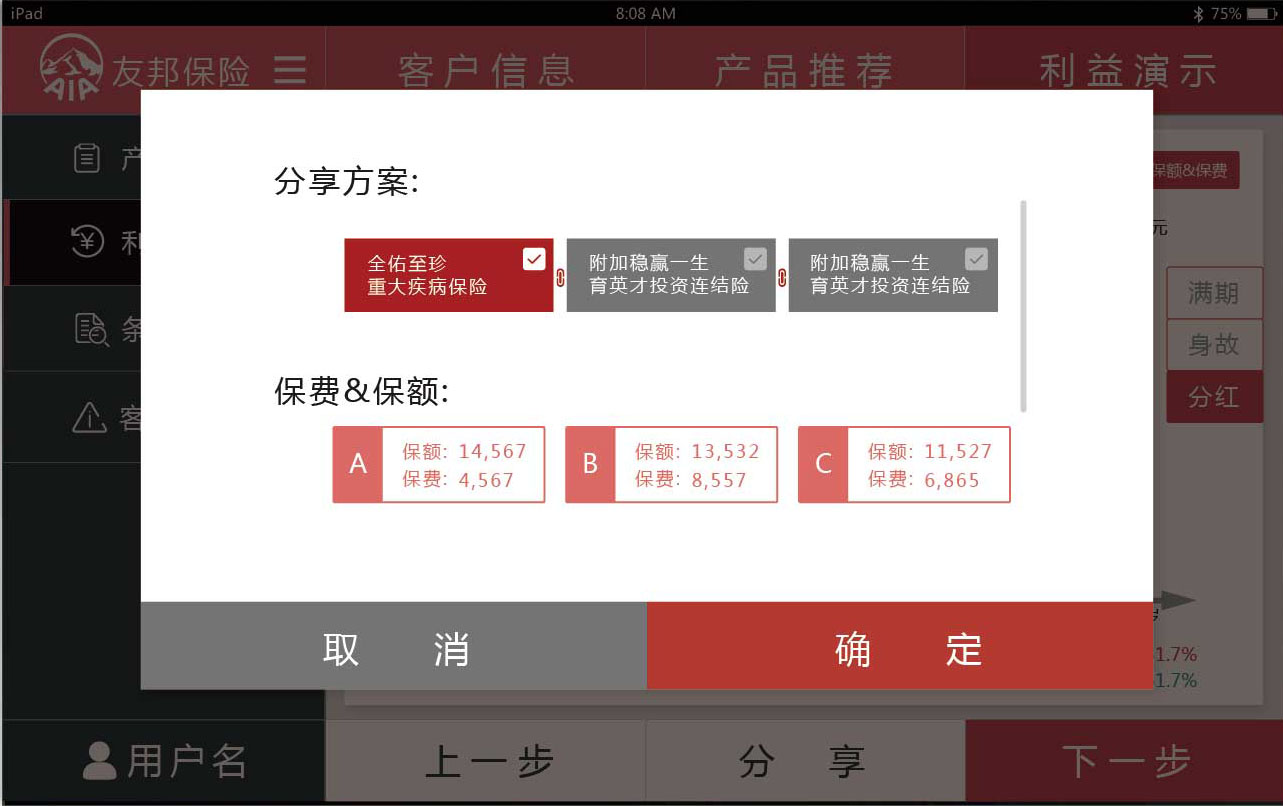 iPad
8:08 AM
75%
AIA
友邦保险
客户信息
产品推荐
利益演示
产
利
条
客
保额&保费
元
满期
身故
分红
分享方案:
全佑至珍
重大疾病保险
附加稳赢一生
育英才投资连结险
附加稳赢一生
育英才投资连结险
保费&保额:
A
保额: 14,567
保费: 4,567
B
保额: 13,532
保费: 8,557
C
保额: 11,527
保费: 6,865
取消
确定
1.7%
1.7%
用户名
上一步
分享
下一步